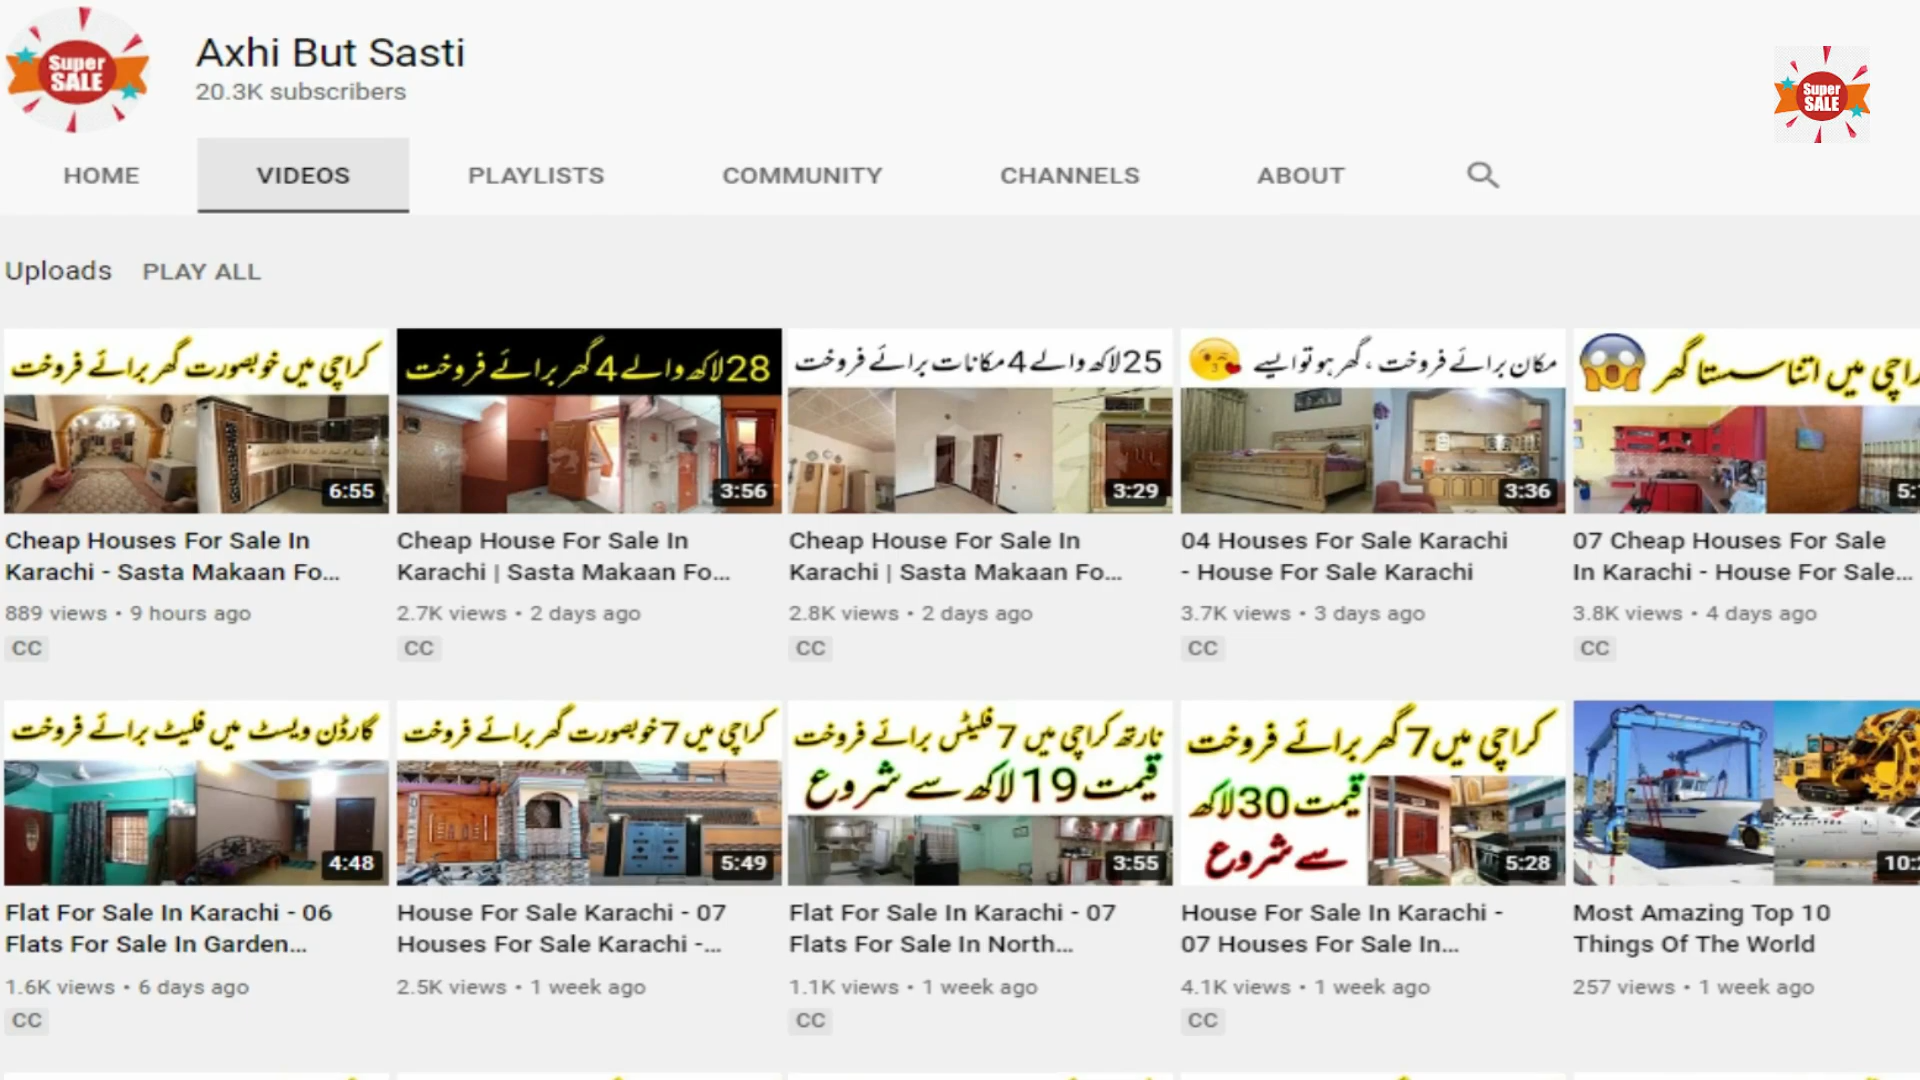 Super
SALE
Axhi But Sasti
20.3K subscribers
Super
SALE
HOME
VIDEOS
PLAYLISTS
COMMUNITY
CHANNELS
ABOUT
Uploads
PLAY ALL
کراچی میں خوبصورت گھر برائے فروخت
6:55
Cheap Houses For Sale In
Karachi - Sasta Makaan Fo...
889 views • 9 hours ago
CC
28 لاکھ والے 4 گھر برائے فروخت
3:56
Cheap House For Sale In
Karachi | Sasta Makaan Fo...
2.7K views • 2 days ago
CC
25 لاکھ والے 4 مکانات برائے فروخت
3:29
Cheap House For Sale In
Karachi | Sasta Makaan Fo...
2.8K views • 2 days ago
CC
مکان برائے فروخت ، گھر ہو تو ایسے
3:36
04 Houses For Sale Karachi
- House For Sale Karachi
3.7K views • 3 days ago
CC
میں اتنا سستا گھر
07 Cheap Houses For Sale
In Karachi - House For Sale...
3.8K views • 4 days ago
CC
گارڈن ویسٹ میں فلیٹ برائے فروخت
4:48
Flat For Sale In Karachi - 06
Flats For Sale In Garden...
1.6K views • 6 days ago
CC
کراچی میں 7 خوبصورت گھر برائے فروخت
5:49
House For Sale Karachi - 07
Houses For Sale Karachi -...
2.5K views • 1 week ago
نارتھ کراچی میں 7 فلیٹس برائے فروخت
قیمت 19 لاکھ سے شروع
3:55
Flat For Sale In Karachi - 07
Flats For Sale In North...
1.1K views • 1 week ago
CC
کراچی میں 7 گھر برائے فروخت
قیمت 30 لاکھ
سے شروع
5:28
House For Sale In Karachi -
07 Houses For Sale In...
4.1K views • 1 week ago
CC
Most Amazing Top 10
Things Of The World
257 views • 1 week ago